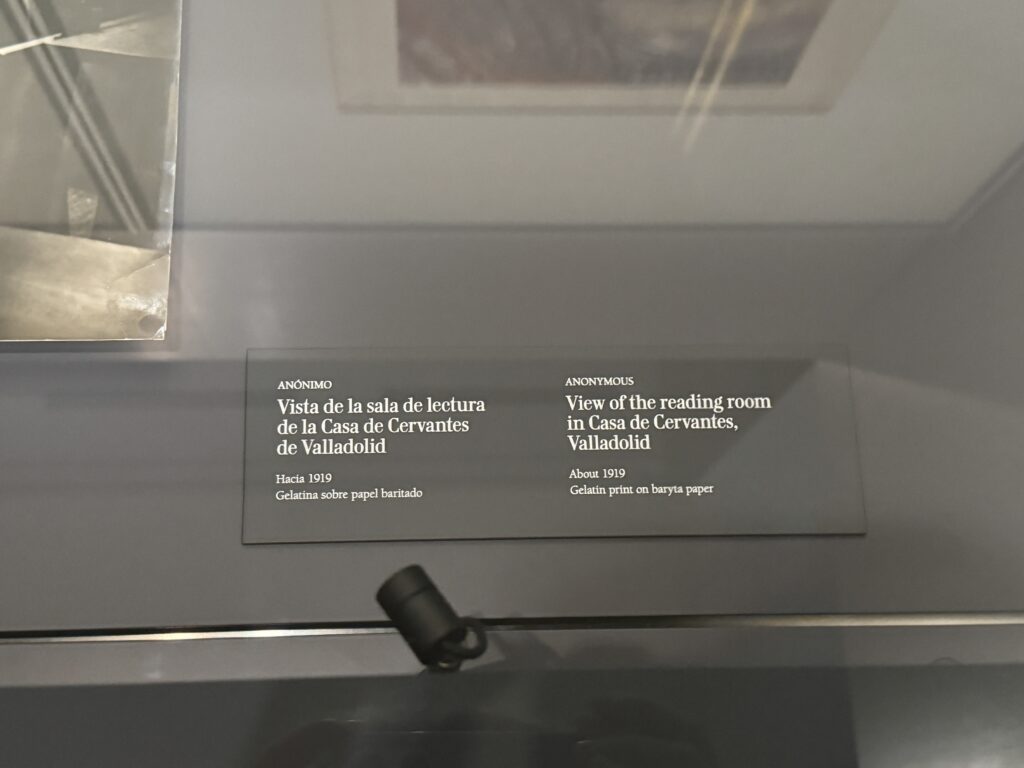 ANÓNIMO
Vista de la sala de lectura
de la Casa de Cervantes
de Valladolid
Hacia 1919
Gelatina sobre papel baritado
ANONYMOUS
View of the reading room
in Casa de Cervantes,
Valladolid
About 1919
Gelatin print on baryta paper